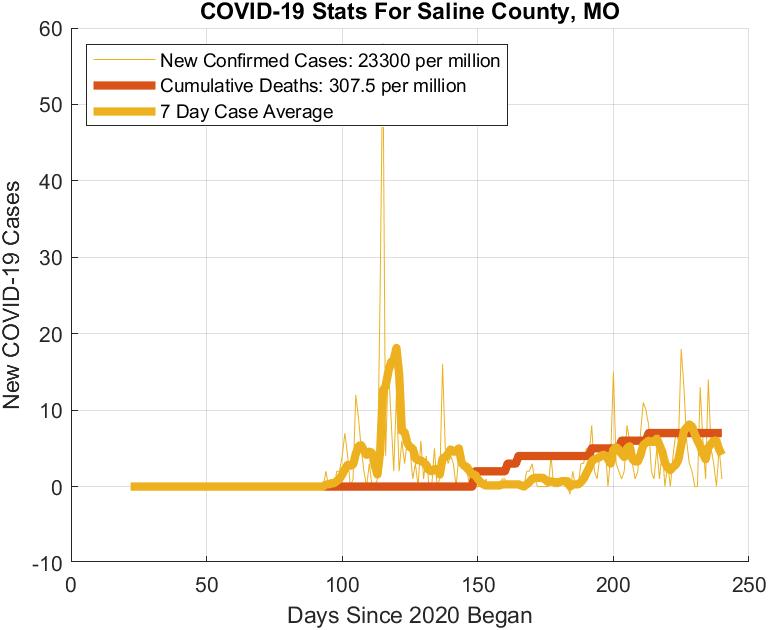 COVID-19 Stats For Saline County, MO
New Confirmed Cases: 23300 per million
Cumulative Deaths: 307.5 per million
7 Day Case Average
New COVID-19 Cases
60
50
40
30
20
10
0
-10
0 50 100 150 200 250
Days Since 2020 Began